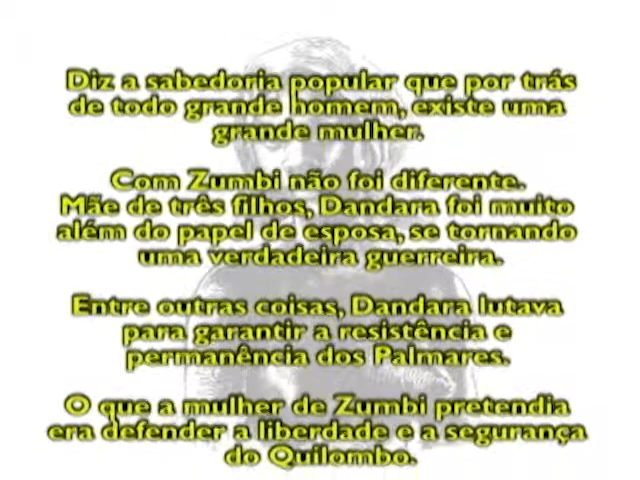 Diz a sabedoria popular que por trás
de todo grande homem, existe uma
grande mulher.
Com Zumbi não foi diferente.
Mãe de três filhos, Dandara foi muito
além do papel de esposa, se tornando
uma verdadeira guerreira.
Entre outras coisas, Dandara lutava
para garantir a resistência e
permanência dos Palmares.
O que a mulher de Zumbi pretendia
era defender a liberdade e a segurança
do Quilombo.